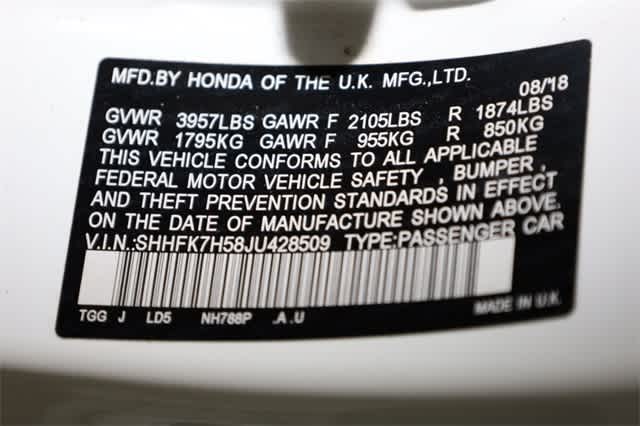 MFD.BY HONDA OF THE U.K. MFG.,LTD. 08/18
GVWR 3957LBS GAWR F 2105LBS R 1874LBS
GVWR 1795KG GAWR F 955KG R 850KG
THIS VEHICLE CONFORMS TO ALL APPLICABLE
FEDERAL MOTOR VEHICLE SAFETY , BUMPER ,
AND THEFT PREVENTION STANDARDS IN EFFECT
ON THE DATE OF MANUFACTURE SHOWN ABOVE.
V.I.N.:SHHFK7H58JU428509 TYPE:PASSENGER CAR
TGG J LD5 NH788P .A .U MADE IN U.K.